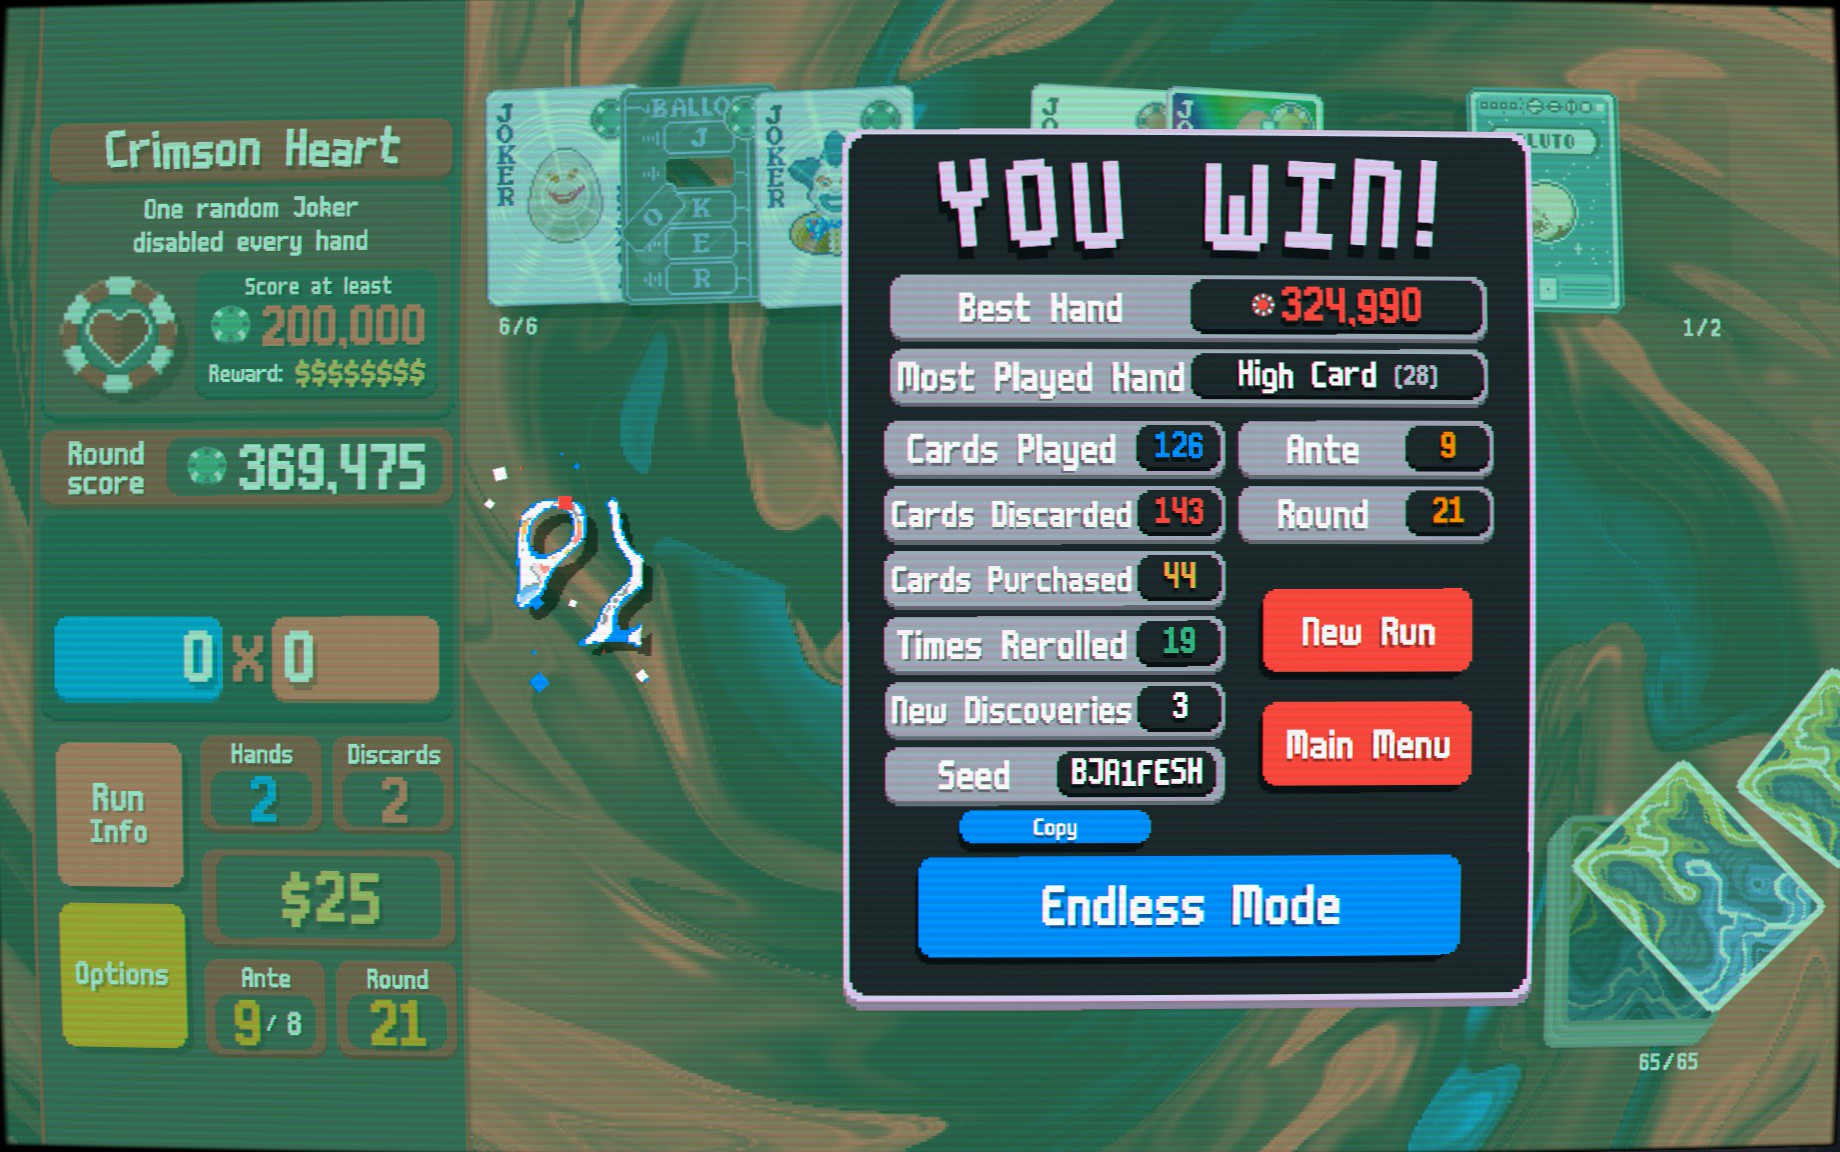 Crimson Heart
One random Joker
disabled every hand
Score at least
200,000
Reward: $$$$$$$$
Round
score
369,475
0 X 0
Run
Info
Hands
2
Discards
2
$25
Options
Ante
9 / 8
Round
21
JOKER
BALLO
J
O
K
E
R
JOKER
JO
JO
LUTO
6/6
1/2
YOU WIN!
Best Hand 324,990
Most Played Hand High Card [28]
Cards Played 126
Ante 9
Cards Discarded 143
Round 21
Cards Purchased 44
Times Rerolled 19
New Discoveries 3
Seed BJA1FESH
Copy
New Run
Main Menu
Endless Mode
65/65